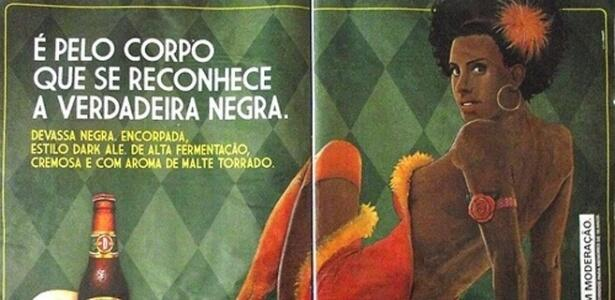 É PELO CORPO
QUE SE RECONHECE
A VERDADEIRA NEGRA.
DEVASSA NEGRA. ENCORPADA,
ESTILO DARK ALE. DE ALTA FERMENTAÇÃO,
CREMOSA E COM AROMA DE MALTE TORRADO.
M MODERAÇÃO.